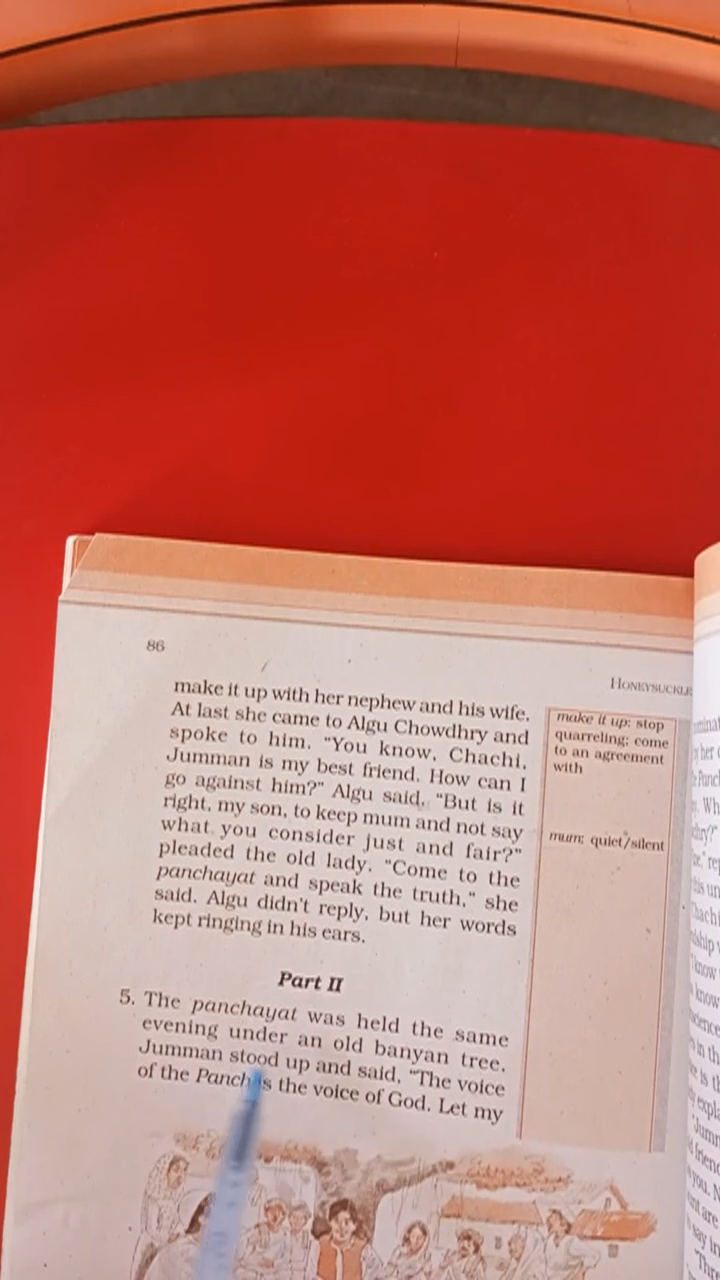 86
HONEYSUCKLE
make it up with her nephew and his wife.
At last she came to Algu Chowdhry and
spoke to him. "You know, Chachi,
Jumman is my best friend. How can I
go against him?" Algu said. "But is it
right, my son, to keep mum and not say
what you consider just and fair?"
pleaded the old lady. "Come to the
panchayat and speak the truth," she
said. Algu didn't reply, but her words
kept ringing in his ears.
make it up: stop
quarreling; come
to an agreement
with
mum: quiet/silent
Part II
5. The panchayat was held the same
evening under an old banyan tree.
Jumman stood up and said, "The voice
of the Panch is the voice of God. Let my